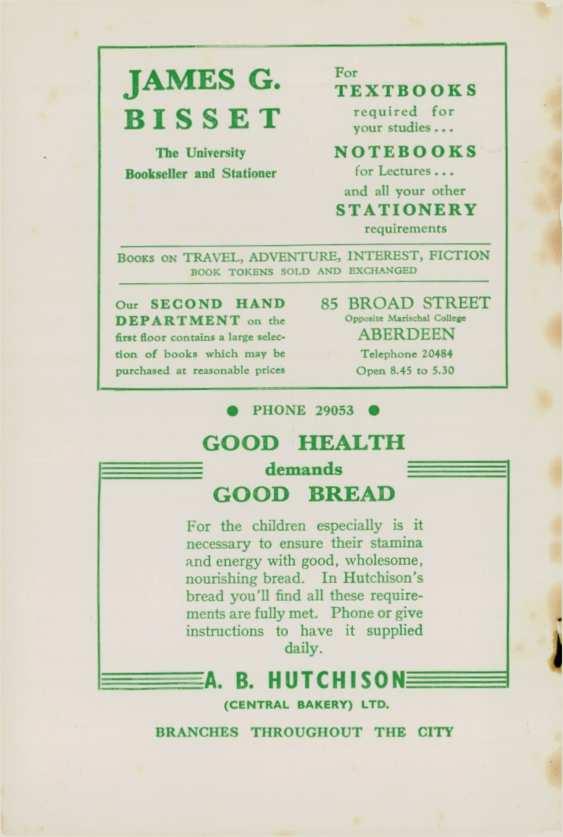 JAMES G.
BISSET
The University
Bookseller and Stationer
For
TEXTBOOKS
required for
your studies...
NOTEBOOKS
for Lectures...
and all your other
STATIONERY
requirements
BOOKS ON TRAVEL, ADVENTURE, INTEREST, FICTION
BOOK TOKENS SOLD AND EXCHANGED
Our SECOND HAND
DEPARTMENT on the
first floor contains a large selec-
tion of books which may be
purchased at reasonable prices
85 BROAD STREET
Opposite Marischal College
ABERDEEN
Telephone 20484
Open 8.45 to 5.30
● PHONE 29053 ●
GOOD HEALTH
demands
GOOD BREAD
For the children especially is it
necessary to ensure their stamina
and energy with good, wholesome,
nourishing bread. In Hutchison's
bread you'll find all these require-
ments are fully met. Phone or give
instructions to have it supplied
daily.
A. B. HUTCHISON
(CENTRAL BAKERY) LTD.
BRANCHES THROUGHOUT THE CITY